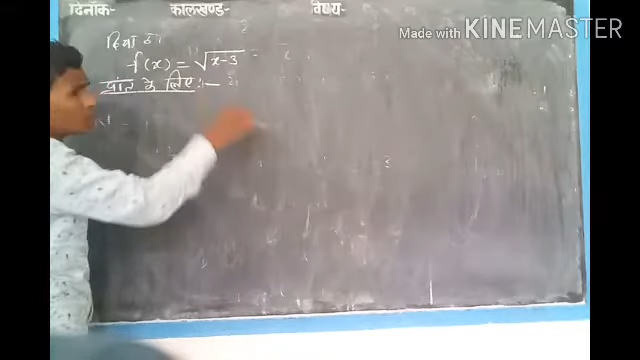 दिनाँक- कालखण्ड- विषय-
Made with KINEMASTER
दिया है
f(x) = √x-3
प्रांत के लिए :-